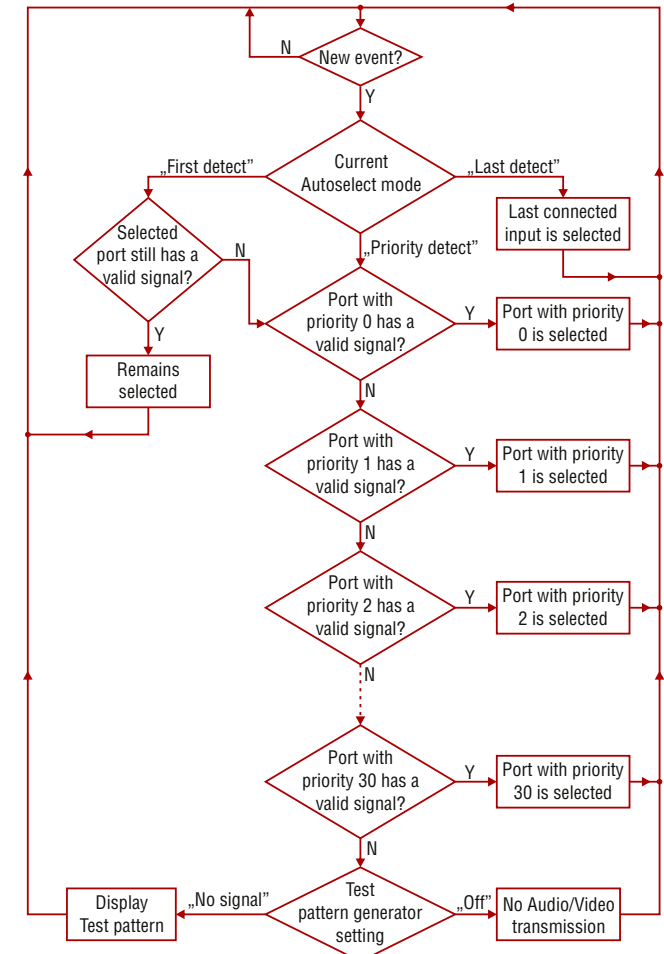 N
New event?
Y
„First detect”
Current
Autoselect mode
„Last detect”
Selected
port still has a
valid signal?
N
Last connected
input is selected
„Priority detect”
Port with
priority 0 has a
valid signal?
Y
Port with priority
0 is selected
Y
Remains
selected
N
Port with
priority 1 has a
valid signal?
Y
Port with priority
1 is selected
N
Port with
priority 2 has a
valid signal?
Y
Port with priority
2 is selected
N
Port with
priority 30 has a
valid signal?
Y
Port with priority
30 is selected
N
Display
Test pattern
„No signal”
Test
pattern generator
setting
„Off”
No Audio/Video
transmission